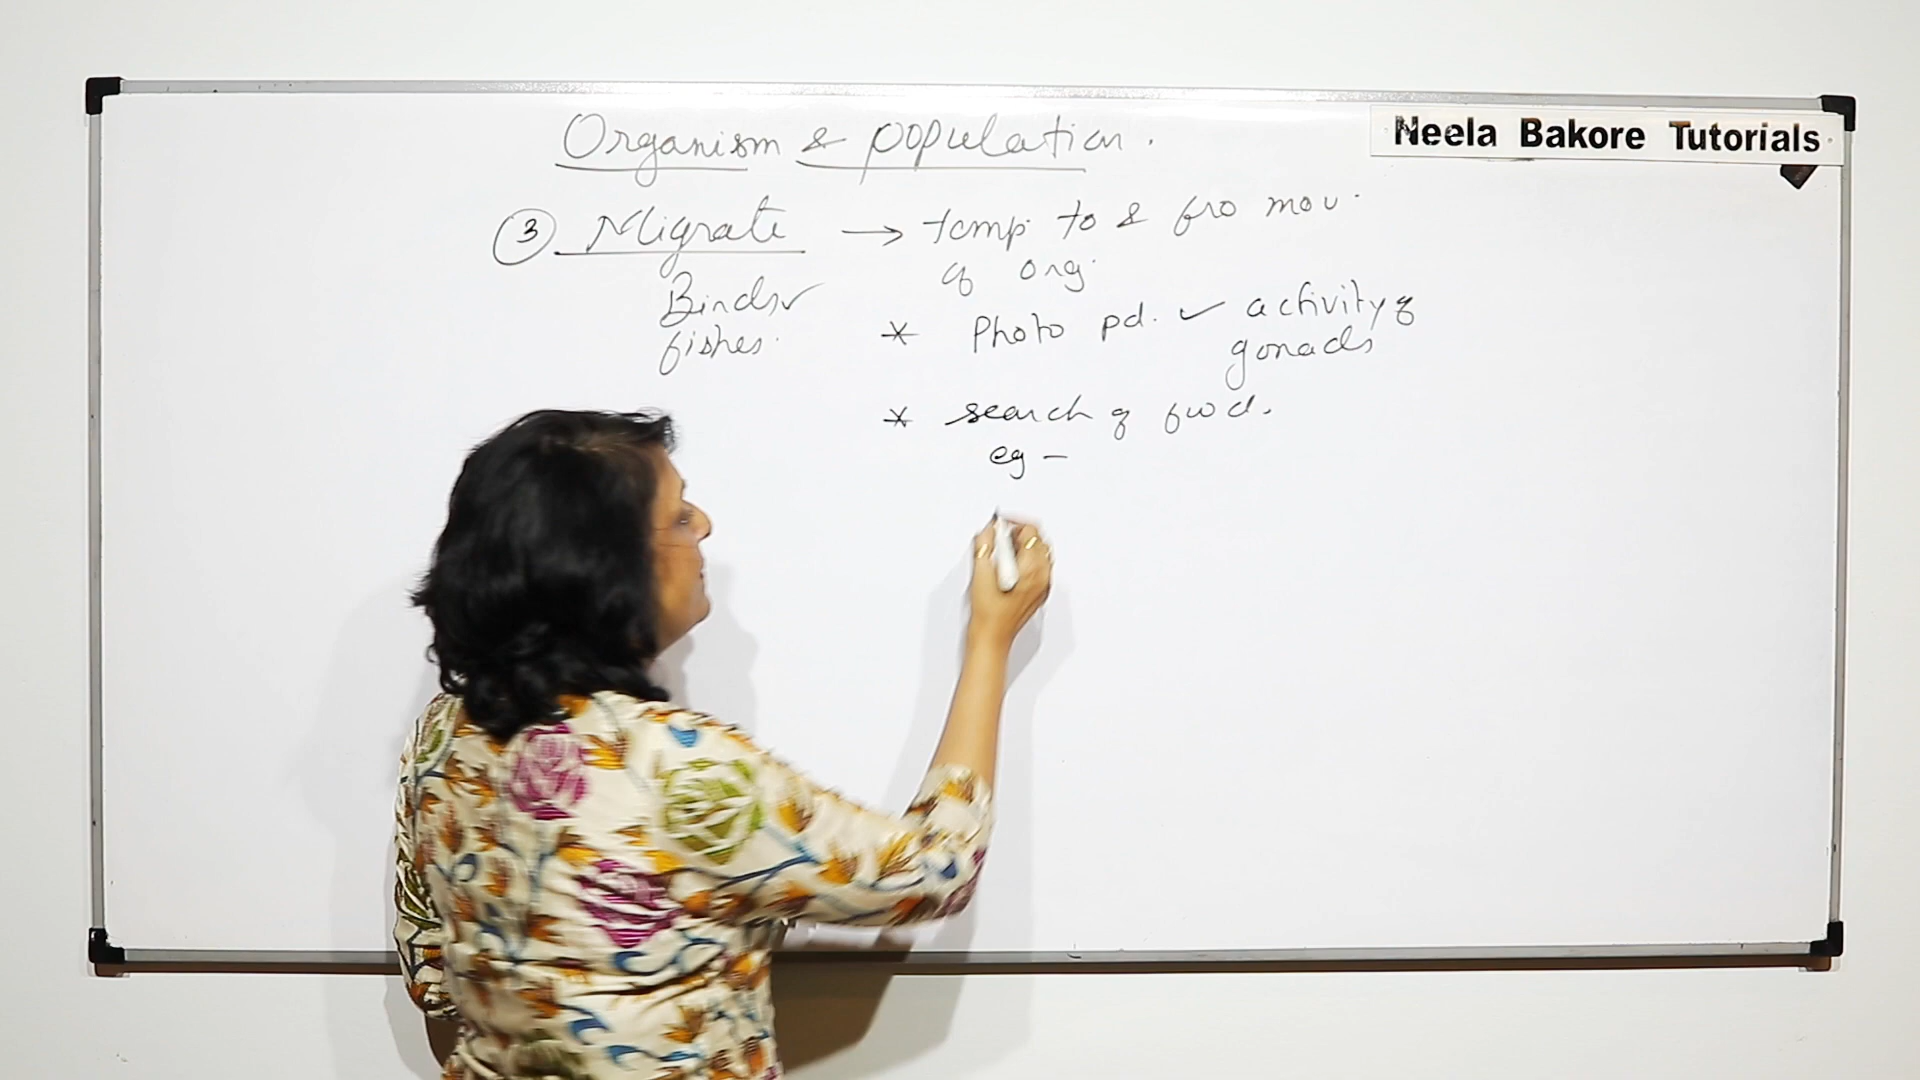 Organism & population.
Neela Bakore Tutorials
③ Migrate → temp. to & fro mov.
of org.
Birds ✓
fishes.
* Photo pd. ✓ activity of
gonads
* search of food.
eg –